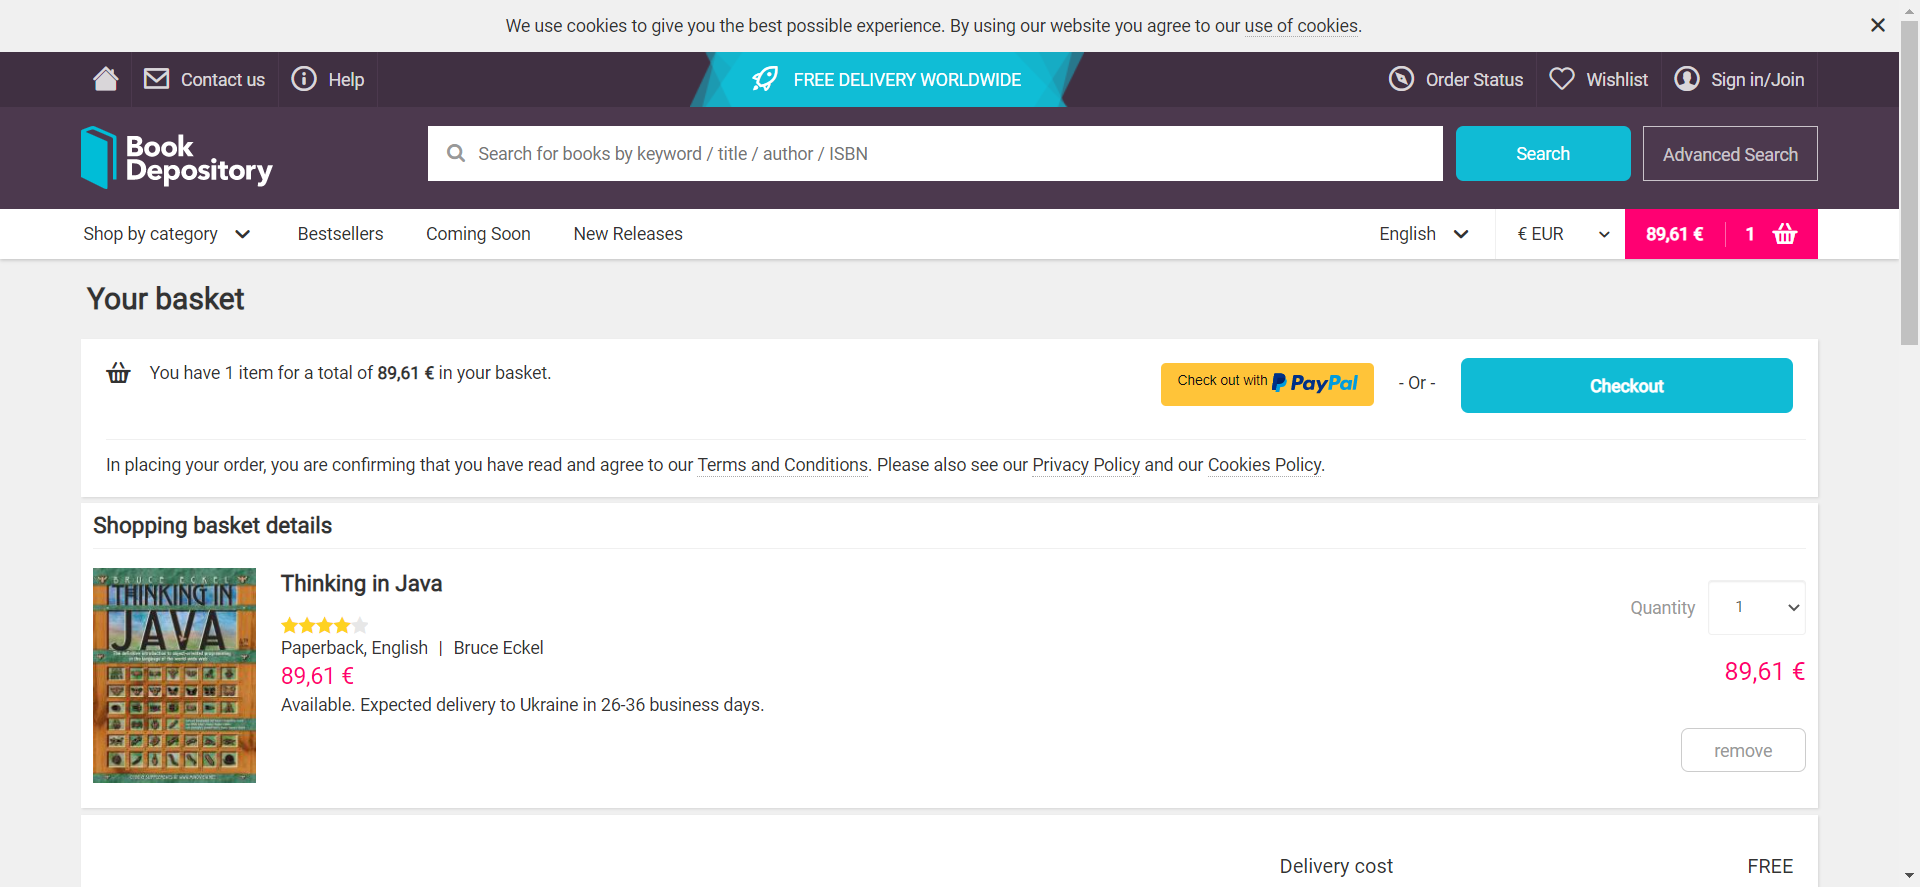 We use cookies to give you the best possible experience. By using our website you agree to our use of cookies.
Contact us
Help
FREE DELIVERY WORLDWIDE
Order Status
Wishlist
Sign in/Join
Book
Depository
Search for books by keyword / title / author / ISBN
Search
Advanced Search
Shop by category
Bestsellers
Coming Soon
New Releases
English
€ EUR
89,61 €
1
Your basket
You have 1 item for a total of 89,61 € in your basket.
Check out with PayPal
- Or -
Checkout
In placing your order, you are confirming that you have read and agree to our Terms and Conditions. Please also see our Privacy Policy and our Cookies Policy.
Shopping basket details
BRUCE ECKEL
THINKING IN
JAVA
Thinking in Java
Paperback, English | Bruce Eckel
89,61 €
Available. Expected delivery to Ukraine in 26-36 business days.
Quantity
1
89,61 €
remove
Delivery cost
FREE